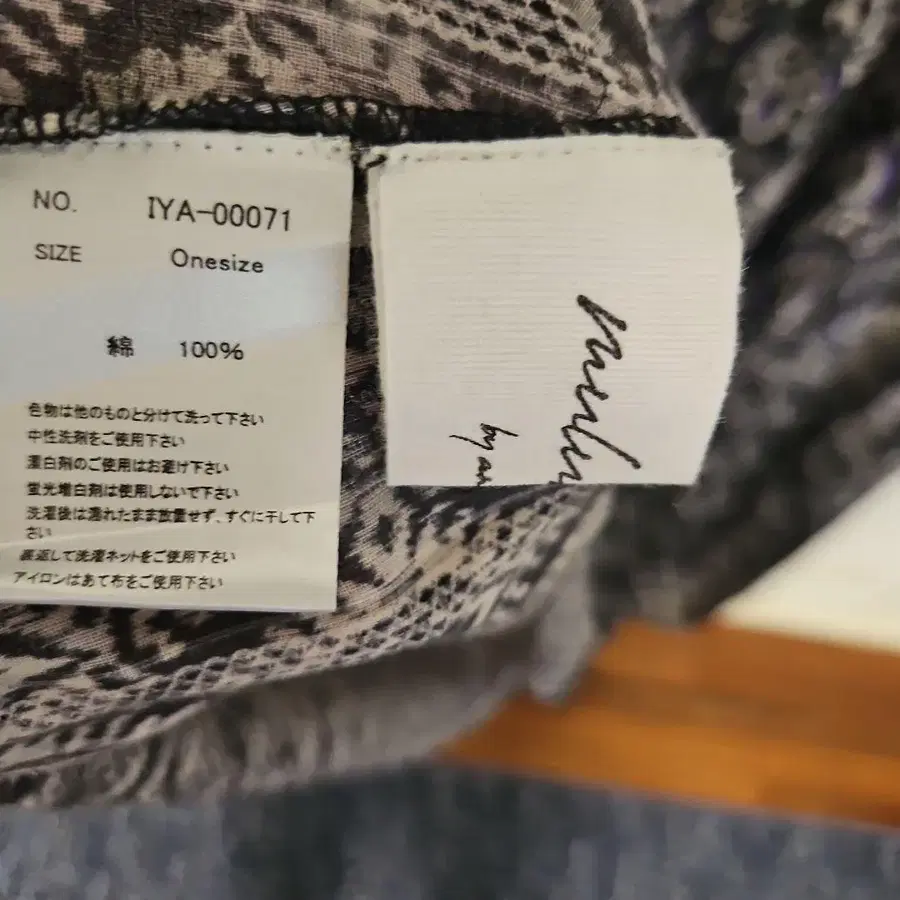 NO. IYA-00071
SIZE Onesize
綿 100%
色物は他のものと分けて洗って下さい
中性洗剤をご使用下さい
漂白剤のご使用はお避け下さい
蛍光増白剤は使用しないで下さい
洗濯後は濡れたまま放置せず、すぐに干して下
さい
裏返して洗濯ネットをご使用下さい
アイロンはあて布をご使用下さい
by